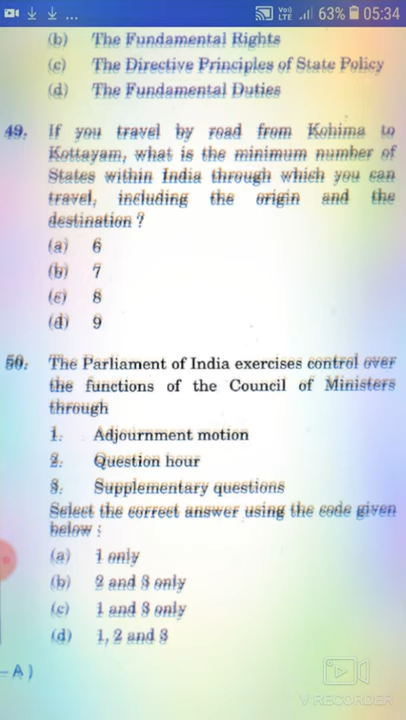 ... 63% 05:34
Vo) LTE
(b) The Fundamental Rights
(c) The Directive Principles of State Policy
(d) The Fundamental Duties
49. If you travel by road from Kohima to
Kottayam, what is the minimum number of
States within India through which you can
travel, including the origin and the
destination ?
(a) 6
(b) 7
(c) 8
(d) 9
50. The Parliament of India exercises control over
the functions of the Council of Ministers
through
1. Adjournment motion
2. Question hour
3. Supplementary questions
Select the correct answer using the code given
below :
(a) 1 only
(b) 2 and 3 only
(c) 1 and 3 only
(d) 1, 2 and 3
– A )
V RECORDER